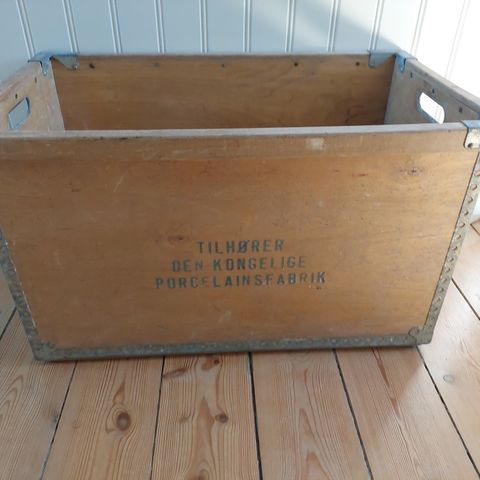 TILHØRER
DEN KONGELIGE
PORCELAINSFABRIK